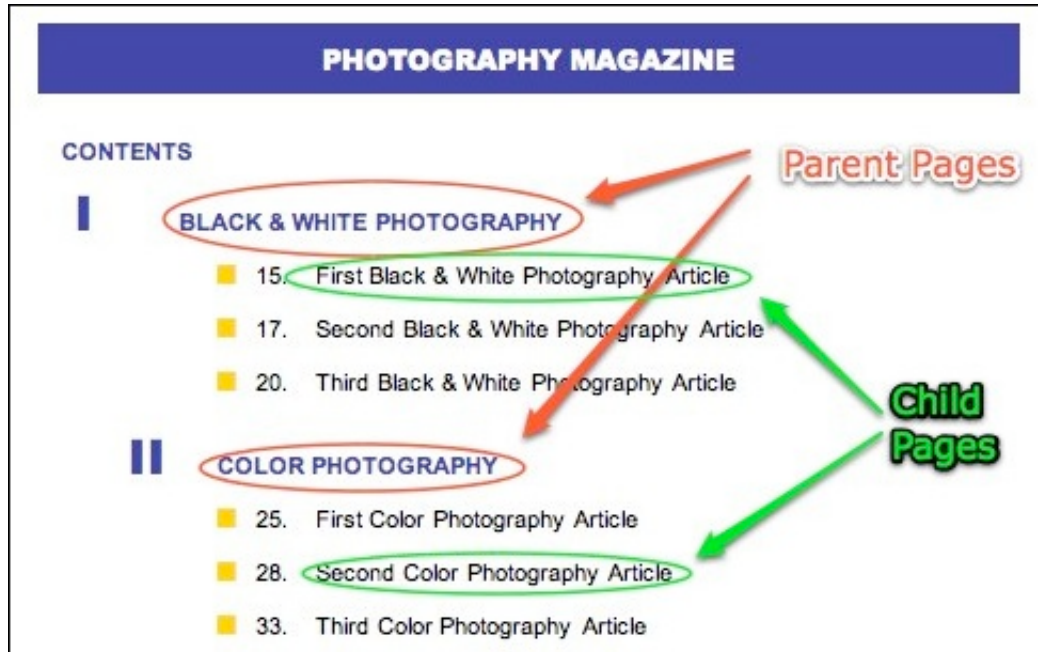 PHOTOGRAPHY MAGAZINE
CONTENTS
Parent Pages
I BLACK & WHITE PHOTOGRAPHY
15. First Black & White Photography Article
17. Second Black & White Photography Article
20. Third Black & White Photography Article
Child
Pages
II COLOR PHOTOGRAPHY
25. First Color Photography Article
28. Second Color Photography Article
33. Third Color Photography Article